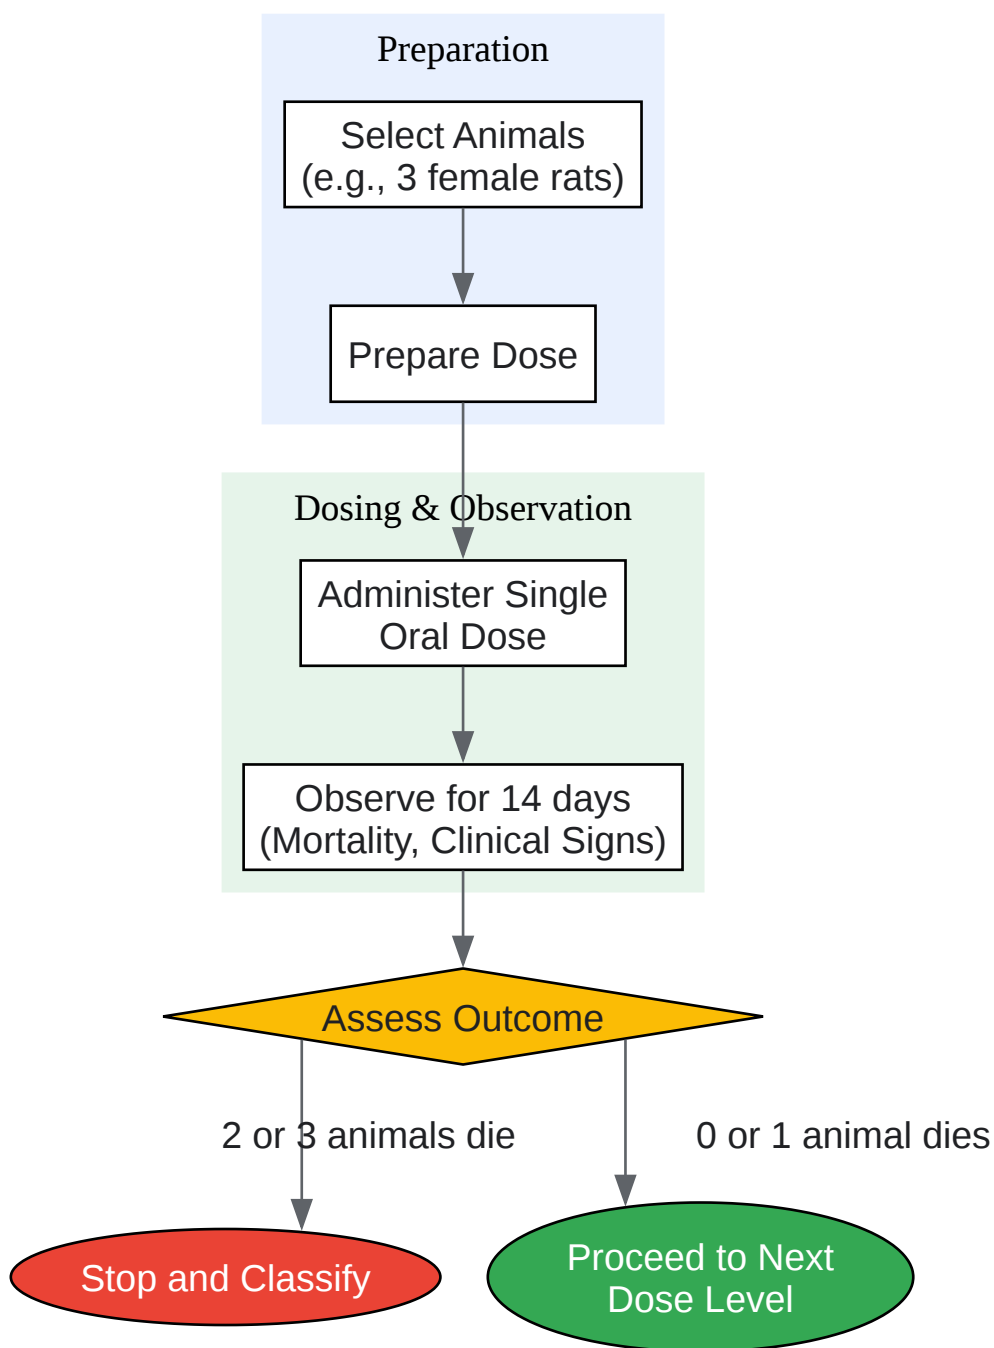 Preparation
Select Animals
(e.g., 3 female rats)
Prepare Dose
Dosing & Observation
Administer Single
Oral Dose
Observe for 14 days
(Mortality, Clinical Signs)
Assess Outcome
2 or 3 animals die
0 or 1 animal dies
Stop and Classify
Proceed to Next
Dose Level